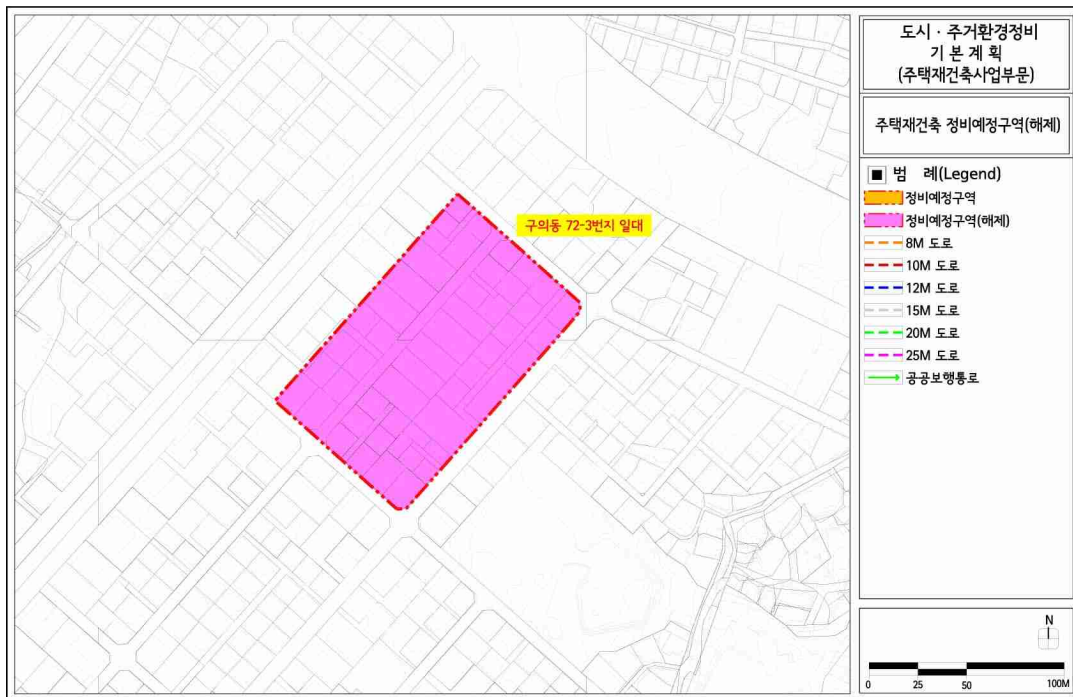 도시 · 주거환경정비
기 본 계 획
(주택재건축사업부문)
주택재건축 정비예정구역(해제)
■ 범 례(Legend)
정비예정구역
정비예정구역(해제)
8M 도로
10M 도로
12M 도로
15M 도로
20M 도로
25M 도로
공공보행통로
구의동 72-3번지 일대
N
0 25 50 100M